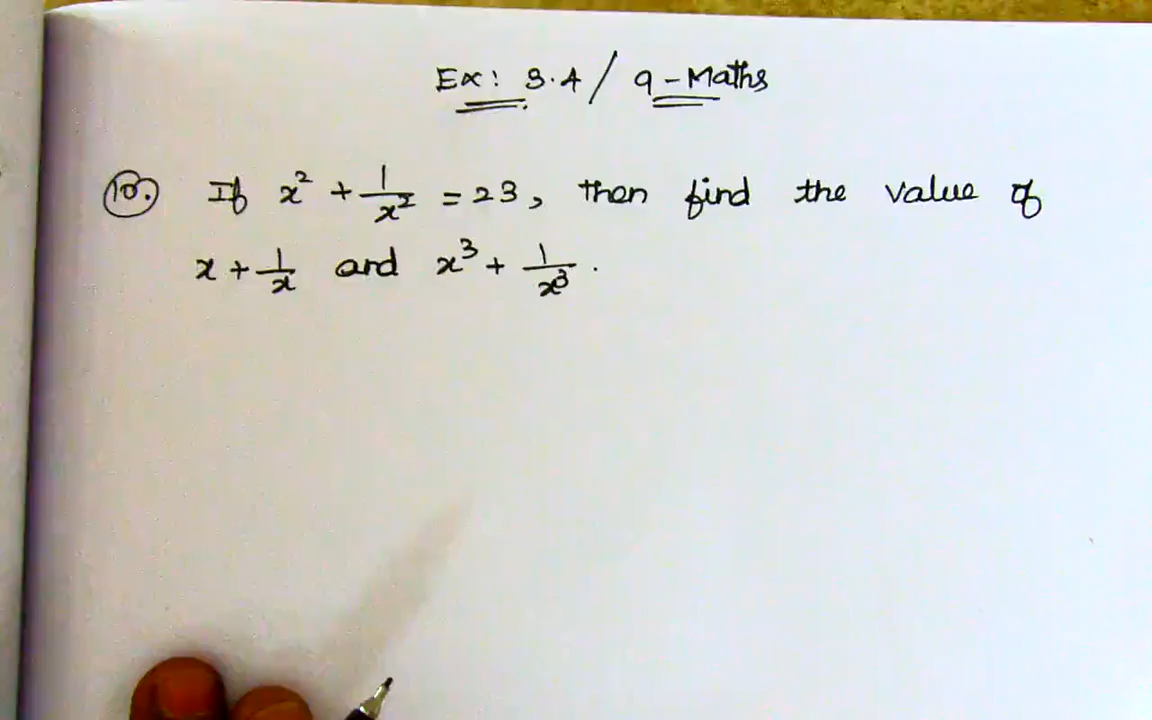 Ex: 3.4 / 9 - Maths
10. If x² + 1/x² = 23, then find the value of
x + 1/x and x³ + 1/x³.